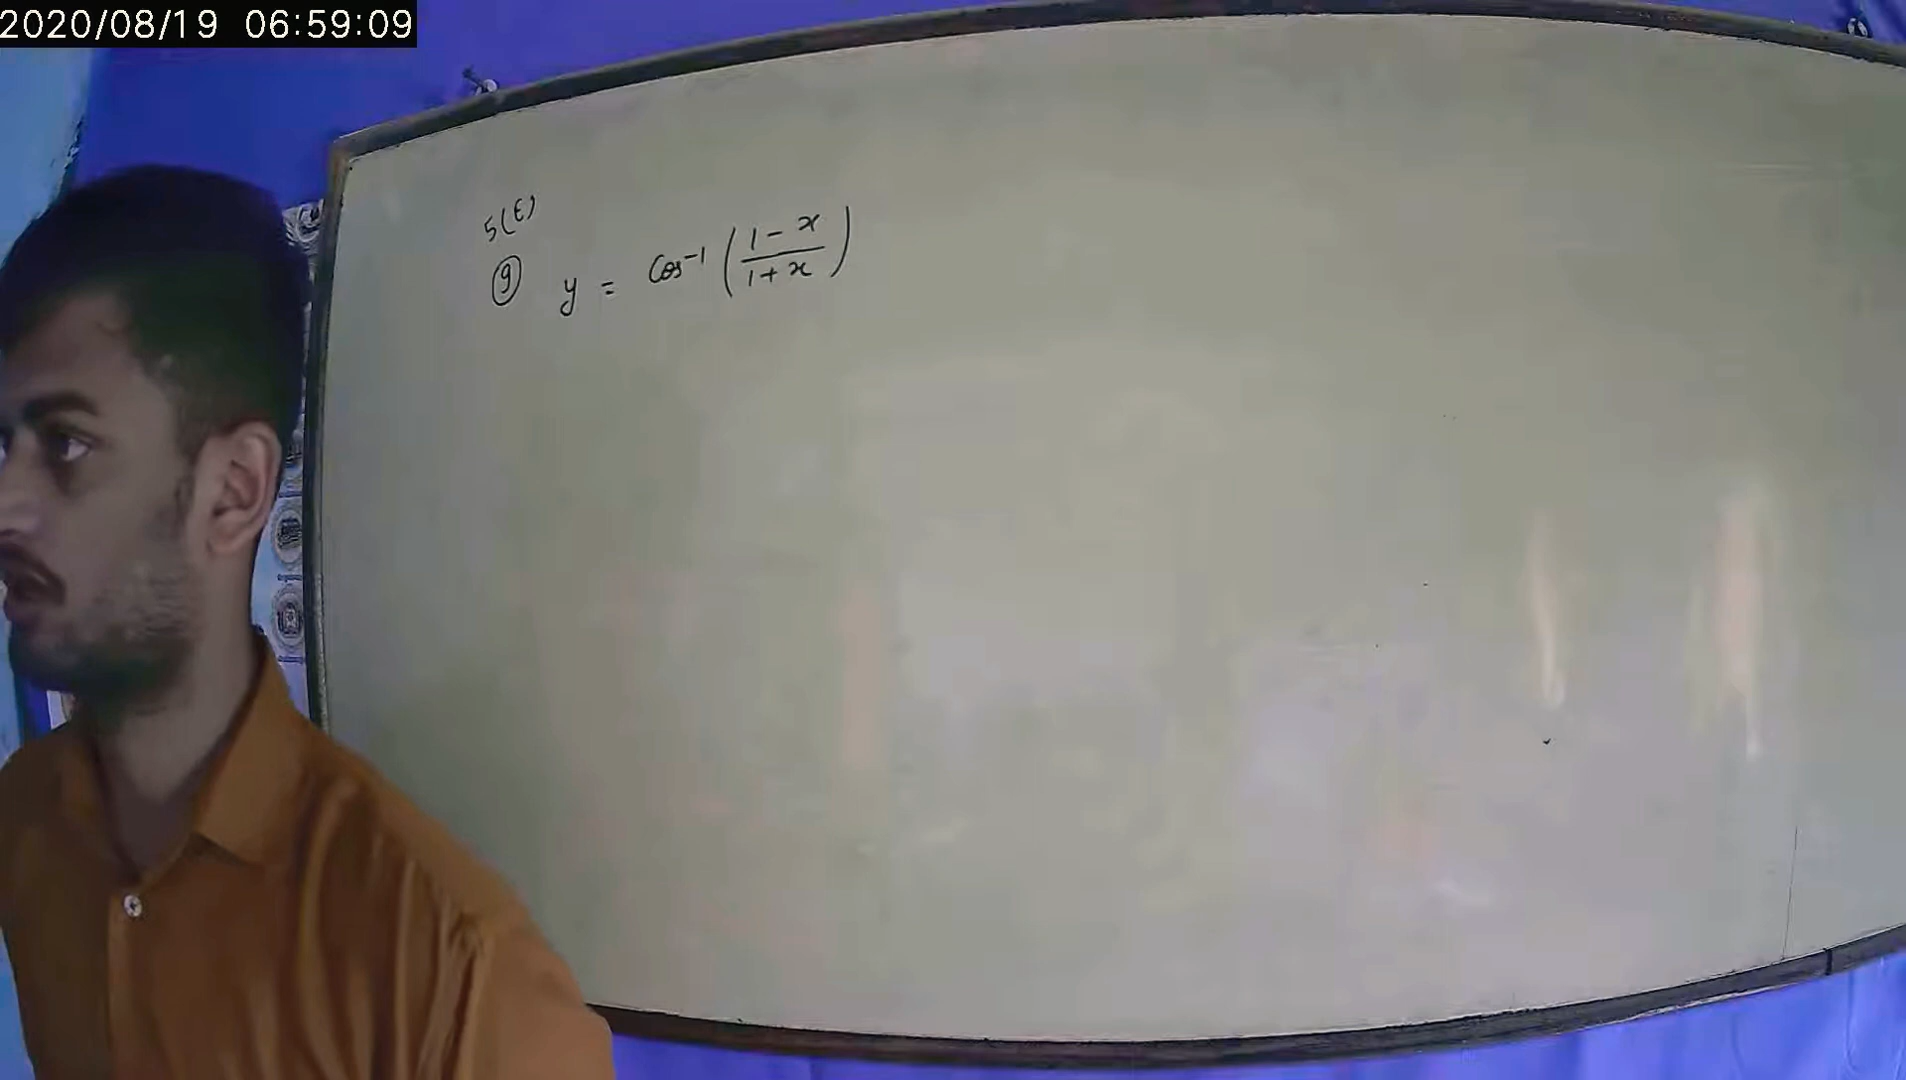 2020/08/19 06:59:09
5(E)
⑨ y = Cos⁻¹ ((1 - x)/(1 + x))